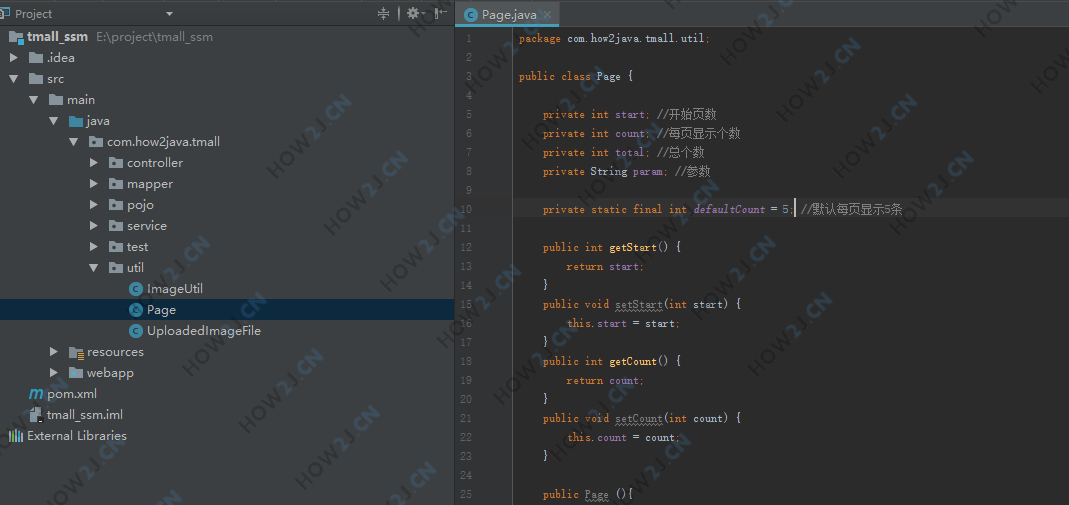 Project
tmall_ssm E:\project\tmall_ssm
.idea
src
main
java
com.how2java.tmall
controller
mapper
pojo
service
test
util
ImageUtil
Page
UploadedImageFile
resources
webapp
pom.xml
tmall_ssm.iml
External Libraries
Page.java
1 package com.how2java.tmall.util;
2
3 public class Page {
4
5 private int start; //开始页数
6 private int count; //每页显示个数
7 private int total; //总个数
8 private String param; //参数
9
10 private static final int defaultCount = 5; //默认每页显示5条
11
12 public int getStart() {
13 return start;
14 }
15 public void setStart(int start) {
16 this.start = start;
17 }
18 public int getCount() {
19 return count;
20 }
21 public void setCount(int count) {
22 this.count = count;
23 }
24
25 public Page (){
HOW2J.CN